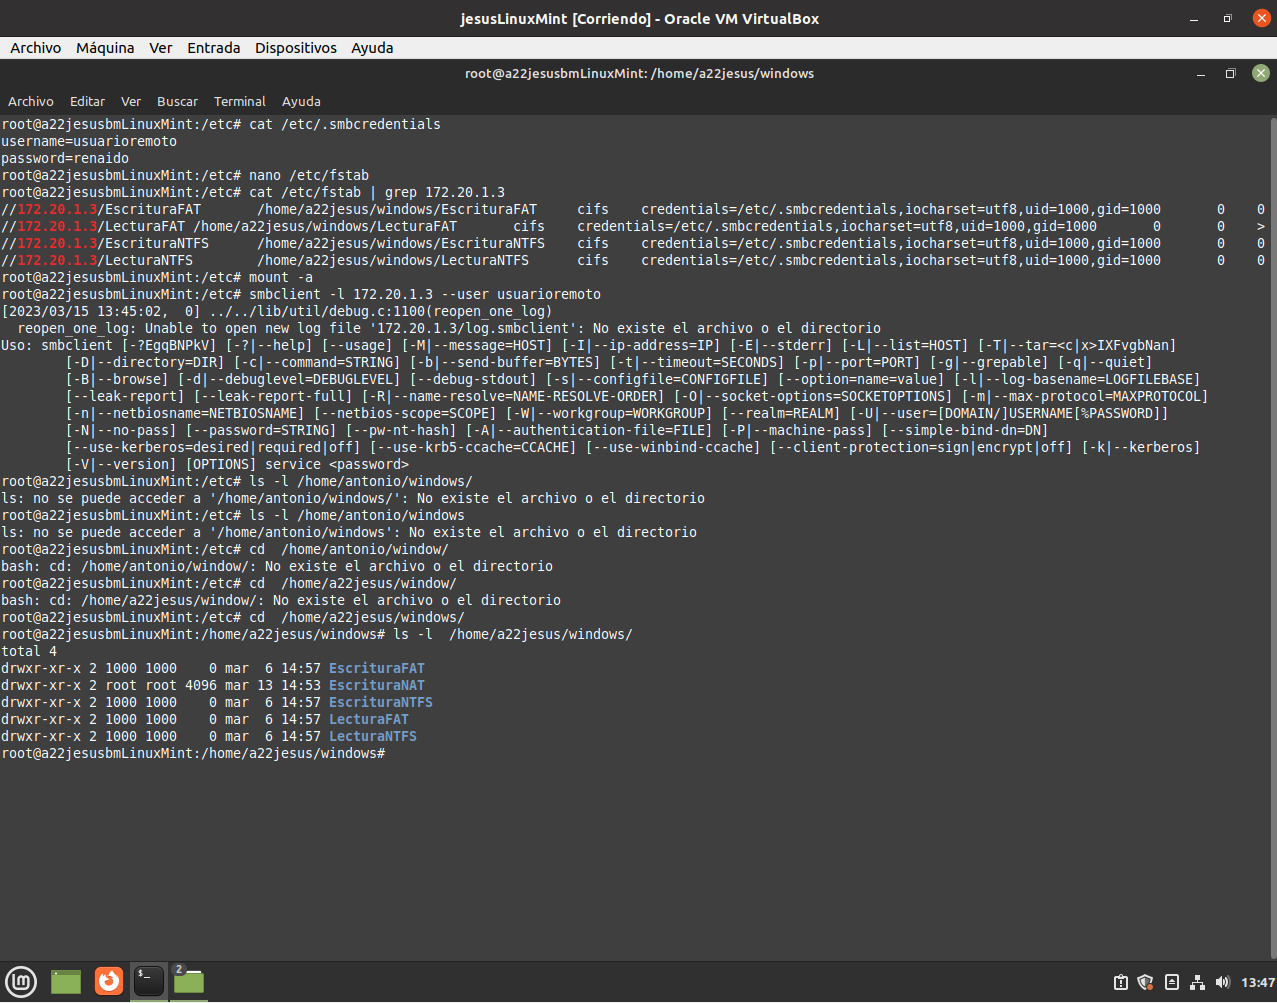 jesusLinuxMint [Corriendo] - Oracle VM VirtualBox
Archivo Máquina Ver Entrada Dispositivos Ayuda
root@a22jesusbmLinuxMint: /home/a22jesus/windows
Archivo Editar Ver Buscar Terminal Ayuda
root@a22jesusbmLinuxMint:/etc# cat /etc/.smbcredentials
username=usuarioremoto
password=renaido
root@a22jesusbmLinuxMint:/etc# nano /etc/fstab
root@a22jesusbmLinuxMint:/etc# cat /etc/fstab | grep 172.20.1.3
//172.20.1.3/EscrituraFAT /home/a22jesus/windows/EscrituraFAT cifs credentials=/etc/.smbcredentials,iocharset=utf8,uid=1000,gid=1000 0 0
//172.20.1.3/LecturaFAT /home/a22jesus/windows/LecturaFAT cifs credentials=/etc/.smbcredentials,iocharset=utf8,uid=1000,gid=1000 0 0 >
//172.20.1.3/EscrituraNTFS /home/a22jesus/windows/EscrituraNTFS cifs credentials=/etc/.smbcredentials,iocharset=utf8,uid=1000,gid=1000 0 0
//172.20.1.3/LecturaNTFS /home/a22jesus/windows/LecturaNTFS cifs credentials=/etc/.smbcredentials,iocharset=utf8,uid=1000,gid=1000 0 0
root@a22jesusbmLinuxMint:/etc# mount -a
root@a22jesusbmLinuxMint:/etc# smbclient -l 172.20.1.3 --user usuarioremoto
[2023/03/15 13:45:02,  0] ../../lib/util/debug.c:1100(reopen_one_log)
  reopen_one_log: Unable to open new log file '172.20.1.3/log.smbclient': No existe el archivo o el directorio
Uso: smbclient [-?EgqBNPkV] [-?|--help] [--usage] [-M|--message=HOST] [-I|--ip-address=IP] [-E|--stderr] [-L|--list=HOST] [-T|--tar=<c|x>IXFvgbNan]
        [-D|--directory=DIR] [-c|--command=STRING] [-b|--send-buffer=BYTES] [-t|--timeout=SECONDS] [-p|--port=PORT] [-g|--grepable] [-q|--quiet]
        [-B|--browse] [-d|--debuglevel=DEBUGLEVEL] [--debug-stdout] [-s|--configfile=CONFIGFILE] [--option=name=value] [-l|--log-basename=LOGFILEBASE]
        [--leak-report] [--leak-report-full] [-R|--name-resolve=NAME-RESOLVE-ORDER] [-O|--socket-options=SOCKETOPTIONS] [-m|--max-protocol=MAXPROTOCOL]
        [-n|--netbiosname=NETBIOSNAME] [--netbios-scope=SCOPE] [-W|--workgroup=WORKGROUP] [--realm=REALM] [-U|--user=[DOMAIN/]USERNAME[%PASSWORD]]
        [-N|--no-pass] [--password=STRING] [--pw-nt-hash] [-A|--authentication-file=FILE] [-P|--machine-pass] [--simple-bind-dn=DN]
        [--use-kerberos=desired|required|off] [--use-krb5-ccache=CCACHE] [--use-winbind-ccache] [--client-protection=sign|encrypt|off] [-k|--kerberos]
        [-V|--version] [OPTIONS] service <password>
root@a22jesusbmLinuxMint:/etc# ls -l /home/antonio/windows/
ls: no se puede acceder a '/home/antonio/windows/': No existe el archivo o el directorio
root@a22jesusbmLinuxMint:/etc# ls -l /home/antonio/windows
ls: no se puede acceder a '/home/antonio/windows': No existe el archivo o el directorio
root@a22jesusbmLinuxMint:/etc# cd  /home/antonio/window/
bash: cd: /home/antonio/window/: No existe el archivo o el directorio
root@a22jesusbmLinuxMint:/etc# cd  /home/a22jesus/window/
bash: cd: /home/a22jesus/window/: No existe el archivo o el directorio
root@a22jesusbmLinuxMint:/etc# cd  /home/a22jesus/windows/
root@a22jesusbmLinuxMint:/home/a22jesus/windows# ls -l  /home/a22jesus/windows/
total 4
drwxr-xr-x 2 1000 1000    0 mar  6 14:57 EscrituraFAT
drwxr-xr-x 2 root root 4096 mar 13 14:53 EscrituraNAT
drwxr-xr-x 2 1000 1000    0 mar  6 14:57 EscrituraNTFS
drwxr-xr-x 2 1000 1000    0 mar  6 14:57 LecturaFAT
drwxr-xr-x 2 1000 1000    0 mar  6 14:57 LecturaNTFS
root@a22jesusbmLinuxMint:/home/a22jesus/windows#
$_
2
13:47